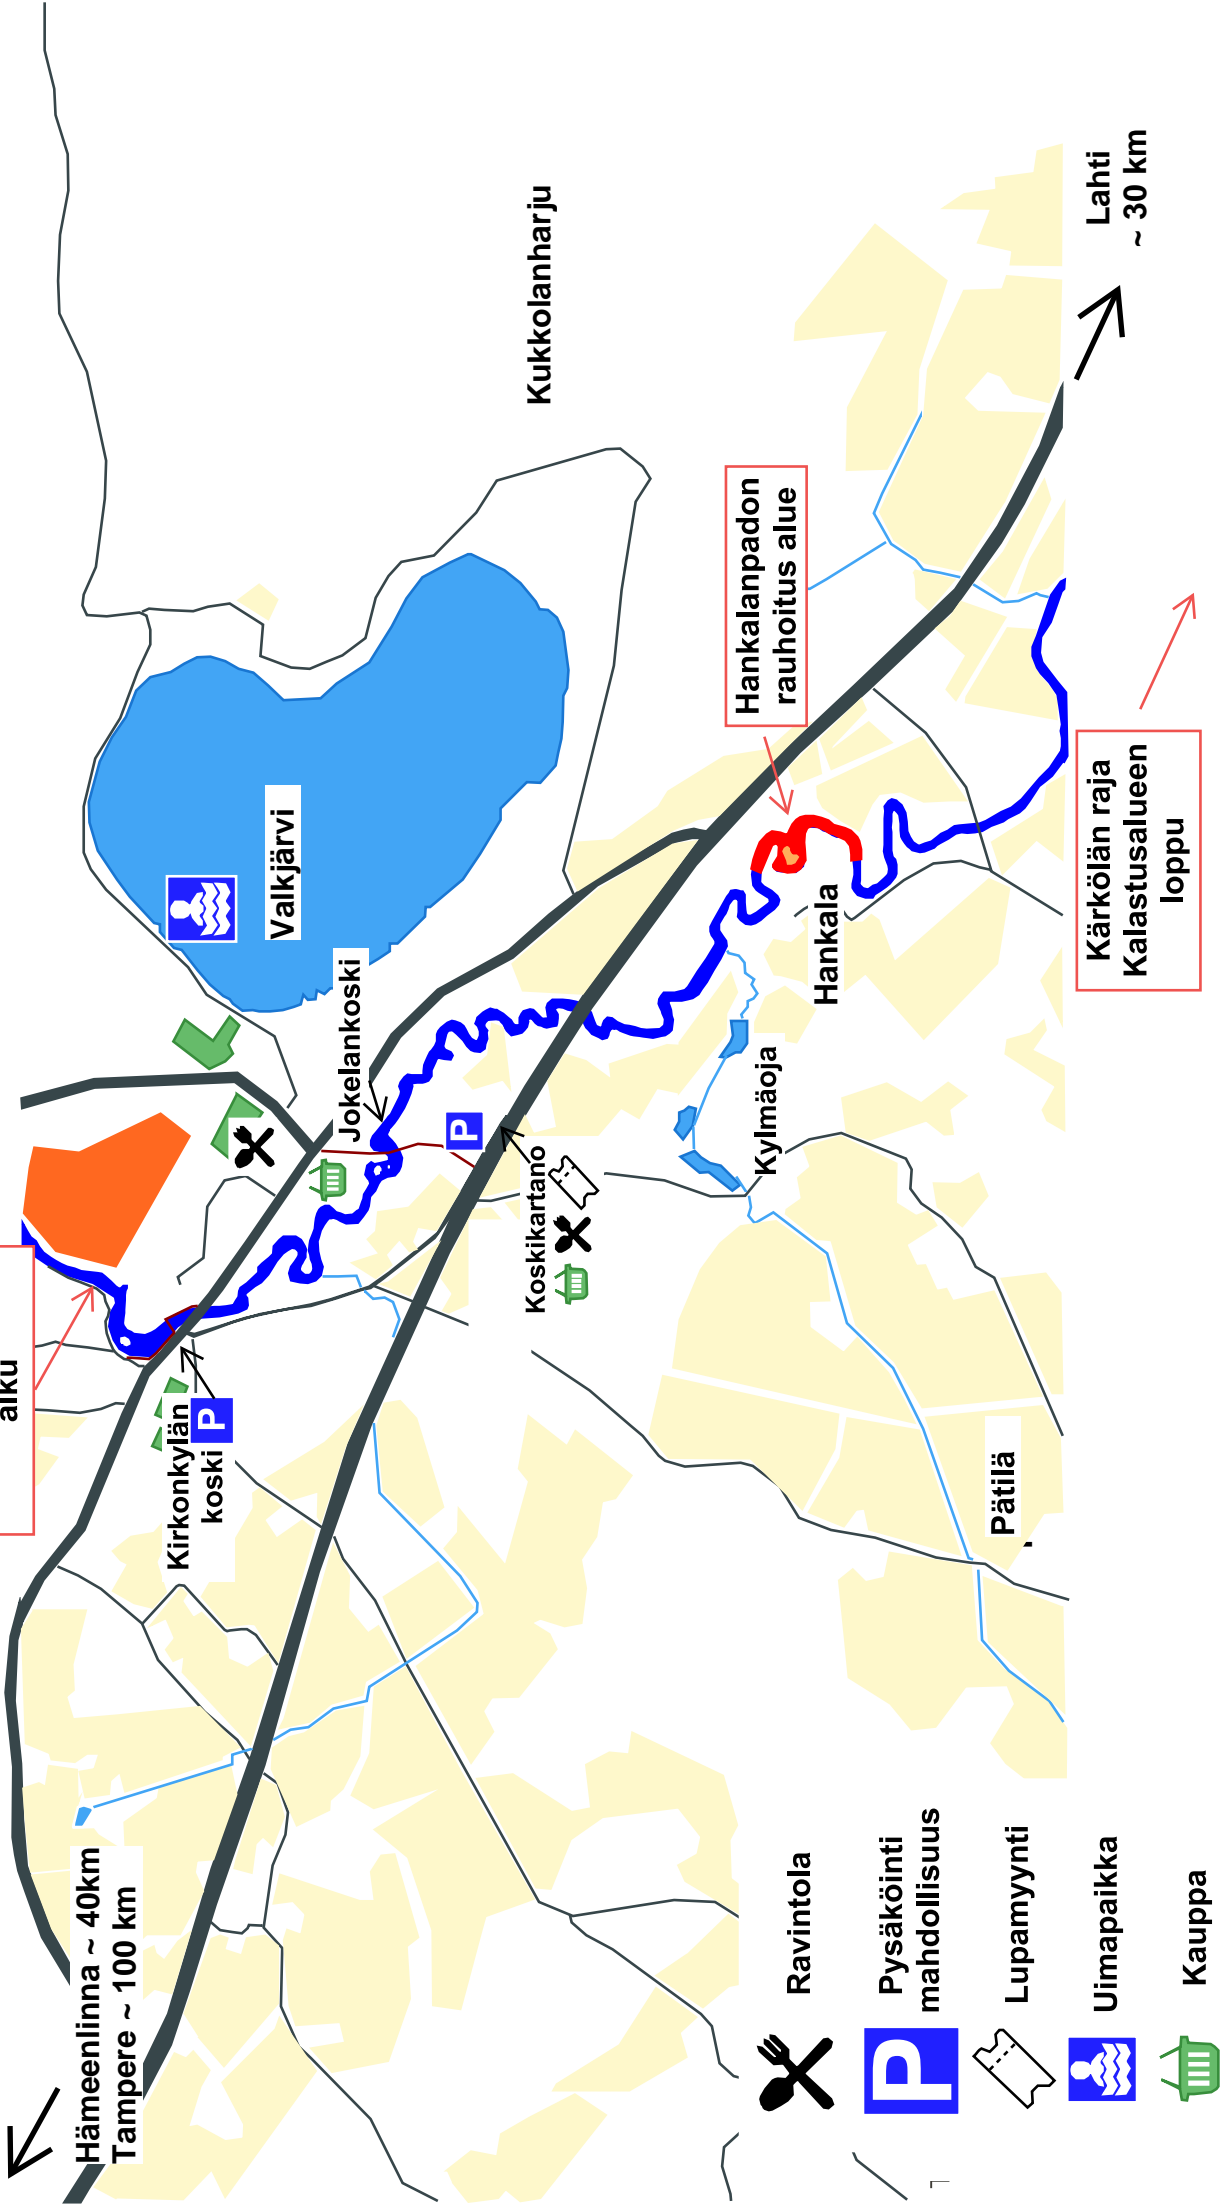 alku
Kirkonkylän
koski
P
Hämeenlinna ~ 40km
Tampere ~ 100 km
Valkjärvi
Jokelankoski
P
Koskikartano
Kukkolanharju
Hankalanpadon
rauhoitus alue
Hankala
Kylmäoja
Pätilä
Lahti
~ 30 km
Kärkölän raja
Kalastusalueen
loppu
Ravintola
P
Pysäköinti
mahdollisuus
Lupamyynti
Uimapaikka
Kauppa